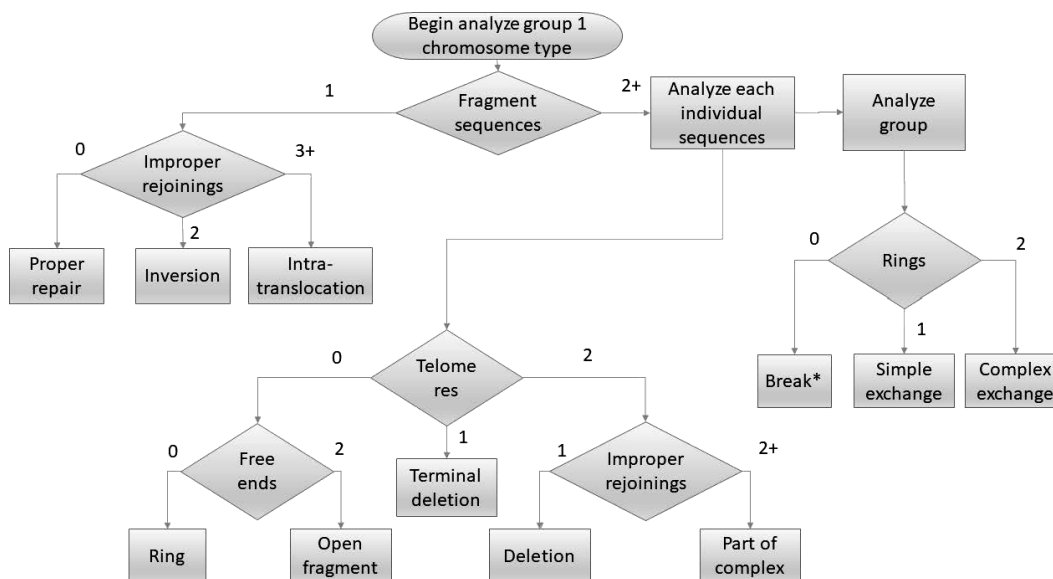 Begin analyze group 1
chromosome type
1
Fragment
sequences
2+
Analyze each
individual
sequences
Analyze
group
0
Improper
rejoinings
3+
2
Proper
repair
Inversion
Intra-
translocation
0
Rings
2
1
Break*
Simple
exchange
Complex
exchange
0
Telome
res
2
1
0
Free
ends
2
Terminal
deletion
1
Improper
rejoinings
2+
Ring
Open
fragment
Deletion
Part of
complex